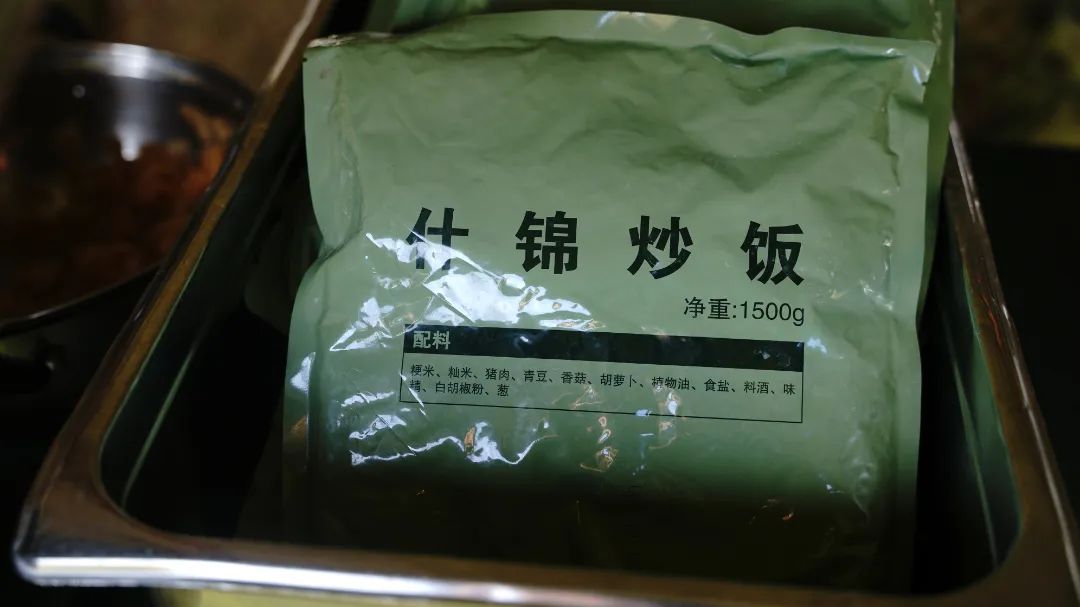 什锦炒饭
净重:1500g
配料
粳米、籼米、猪肉、青豆、香菇、胡萝卜、植物油、食盐、料酒、味
精、白胡椒粉、葱